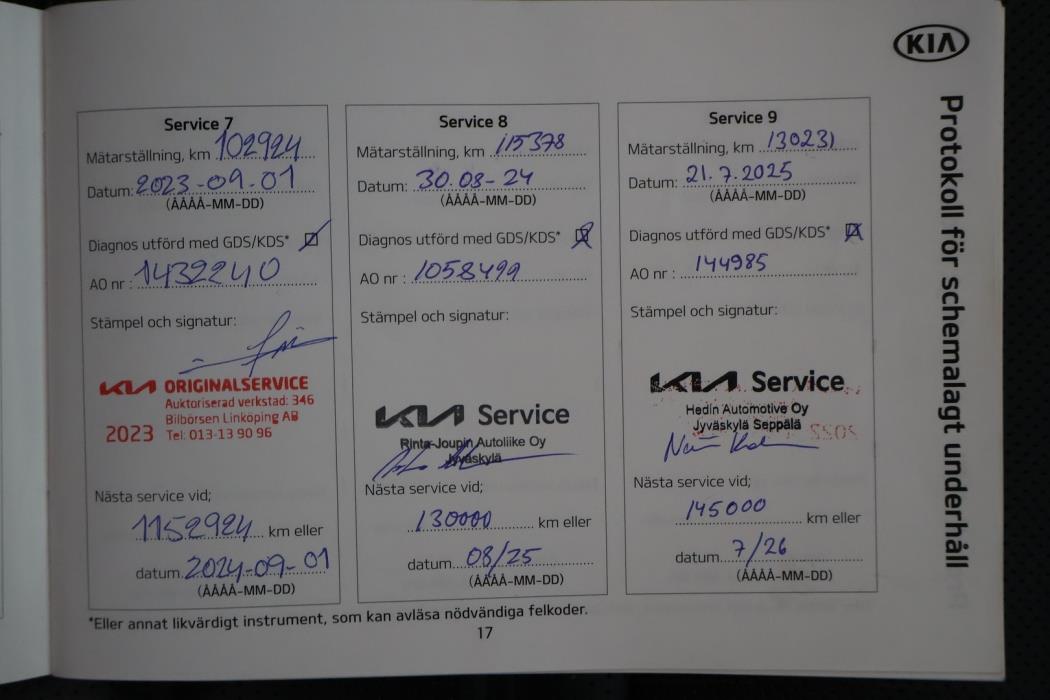 KIA
Protokoll för schemalagt underhåll
Service 7
Mätarställning, km 102924
Datum: 2023-09-01
(ÅÅÅÅ-MM-DD)
Diagnos utförd med GDS/KDS*
AO nr : 1432240
Stämpel och signatur:
KIA ORIGINALSERVICE
Auktoriserad verkstad: 346
Bilbörsen Linköping AB
2023 Tel: 013-13 90 96
Nästa service vid;
1152924 km eller
datum 2024-09-01
(ÅÅÅÅ-MM-DD)
Service 8
Mätarställning, km 115378
Datum: 30.08-24
(ÅÅÅÅ-MM-DD)
Diagnos utförd med GDS/KDS*
AO nr : 1058499
Stämpel och signatur:
KIA Service
Rinta-Joupin Autoliike Oy
Jyväskylä
Nästa service vid;
130000 km eller
datum 08/25
(ÅÅÅÅ-MM-DD)
Service 9
Mätarställning, km 130231
Datum: 21.7.2025
(ÅÅÅÅ-MM-DD)
Diagnos utförd med GDS/KDS*
AO nr : 144985
Stämpel och signatur:
KIA Service
Hedin Automotive Oy
Jyväskylä Seppälä
Nästa service vid;
145000 km eller
datum 7/26
(ÅÅÅÅ-MM-DD)
*Eller annat likvärdigt instrument, som kan avläsa nödvändiga felkoder.
17